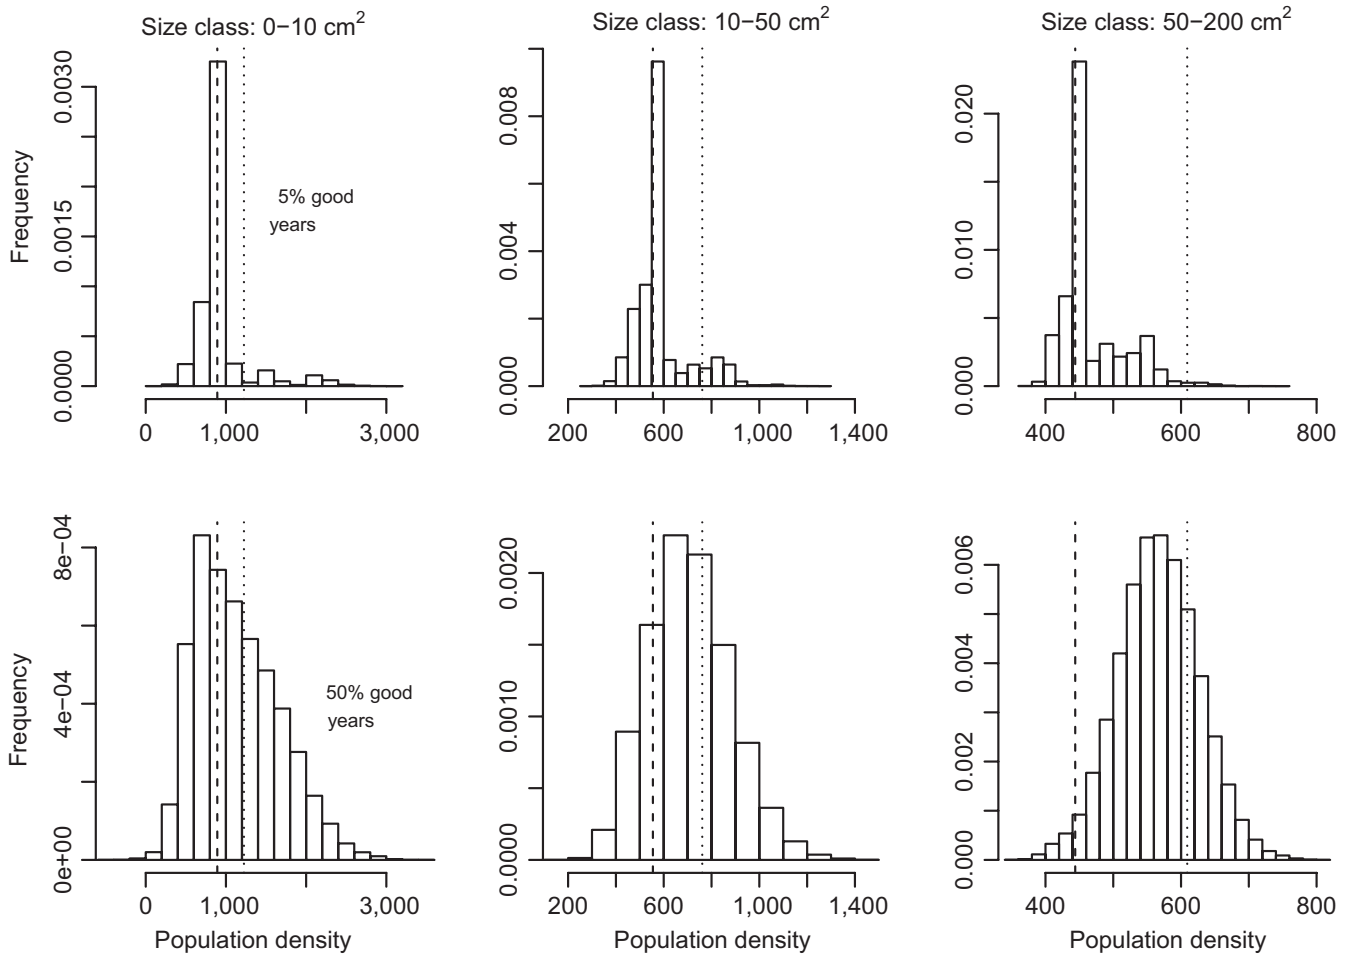 Size class: 0−10 cm2
Size class: 10−50 cm2
Size class: 50−200 cm2
Frequency
0.0000 0.0015 0.0030
5% good
years
0 1,000 3,000
0.000 0.004 0.008
200 600 1,000 1,400
0.000 0.010 0.020
400 600 800
Frequency
0e+00 4e−04 8e−04
50% good
years
0 1,000 3,000
Population density
0.0000 0.0010 0.0020
200 600 1,000 1,400
Population density
0.000 0.002 0.004 0.006
400 600 800
Population density